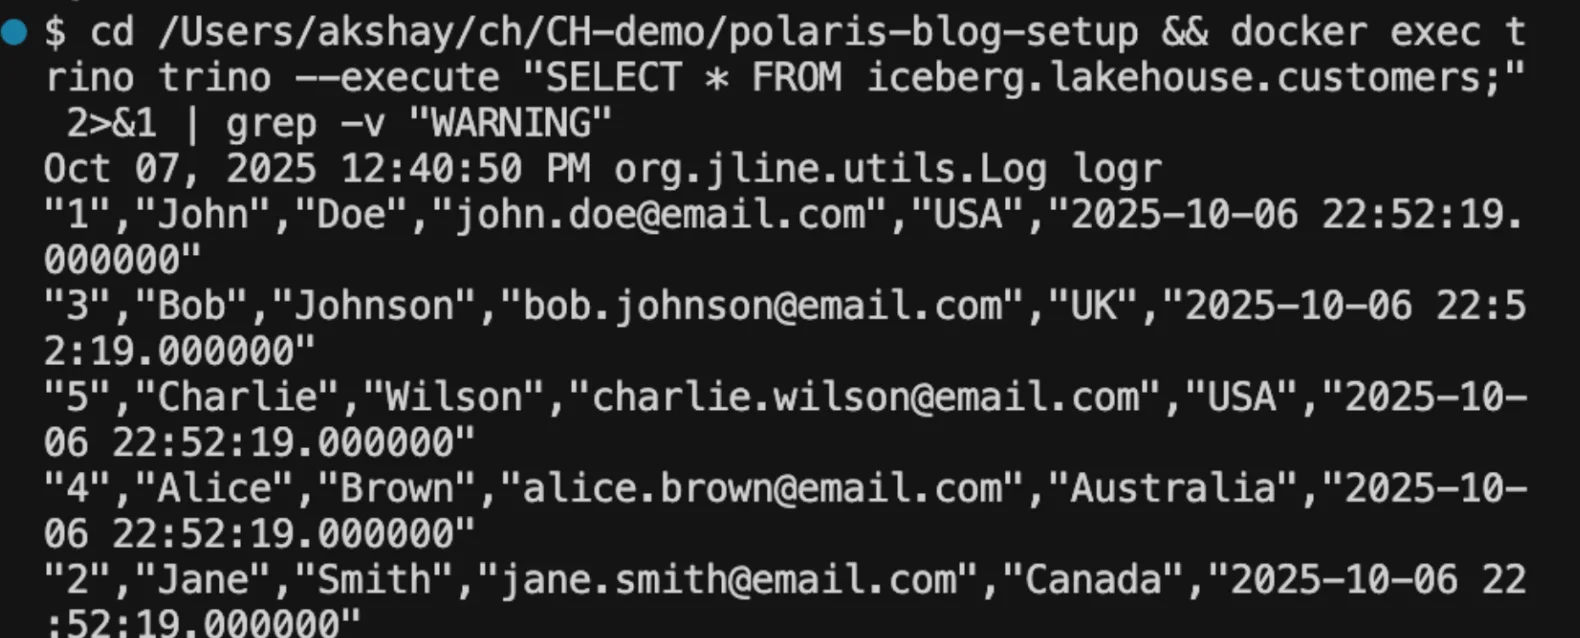 $ cd /Users/akshay/ch/CH-demo/polaris-blog-setup && docker exec t
rino trino --execute "SELECT * FROM iceberg.lakehouse.customers;"
 2>&1 | grep -v "WARNING"
Oct 07, 2025 12:40:50 PM org.jline.utils.Log logr
"1","John","Doe","john.doe@email.com","USA","2025-10-06 22:52:19.
000000"
"3","Bob","Johnson","bob.johnson@email.com","UK","2025-10-06 22:5
2:19.000000"
"5","Charlie","Wilson","charlie.wilson@email.com","USA","2025-10-
06 22:52:19.000000"
"4","Alice","Brown","alice.brown@email.com","Australia","2025-10-
06 22:52:19.000000"
"2","Jane","Smith","jane.smith@email.com","Canada","2025-10-06 22
:52:19.000000"